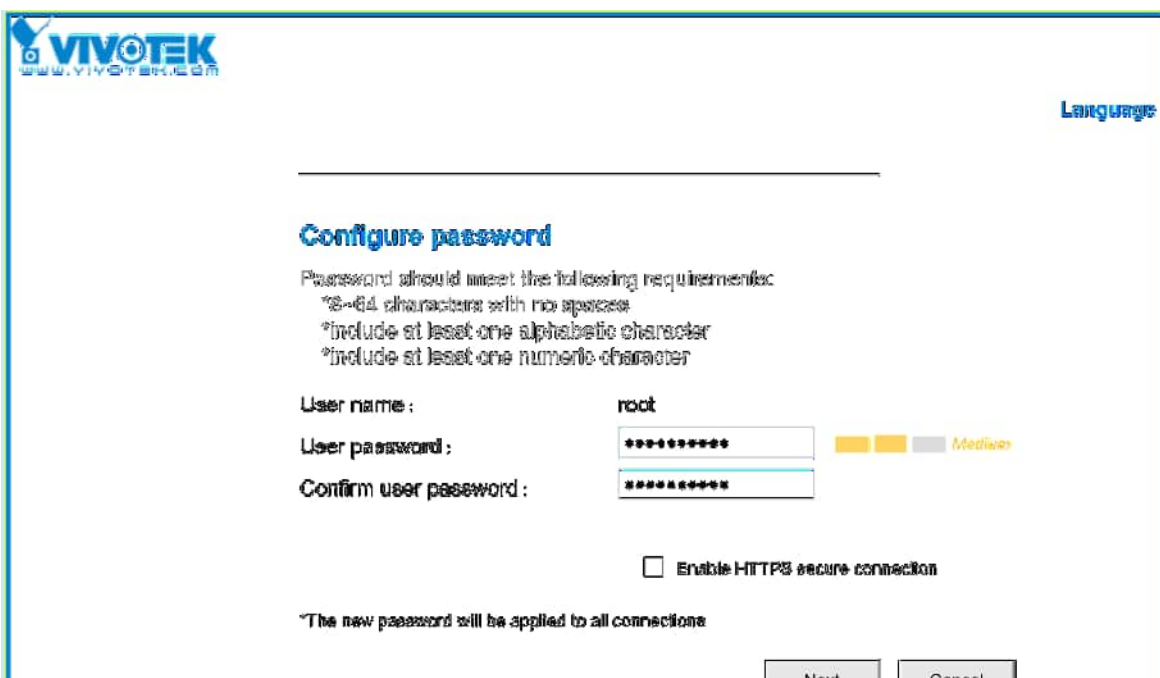 VIVOTEK
www.vivotek.com
Language
Configure password
Password should meet the following requirements:
*8~64 characters with no spaces
*include at least one alphabetic character
*include at least one numeric character
User name : root
User password : ********** Medium
Confirm user password : **********
Enable HTTPS secure connection
*The new password will be applied to all connections
Next Cancel